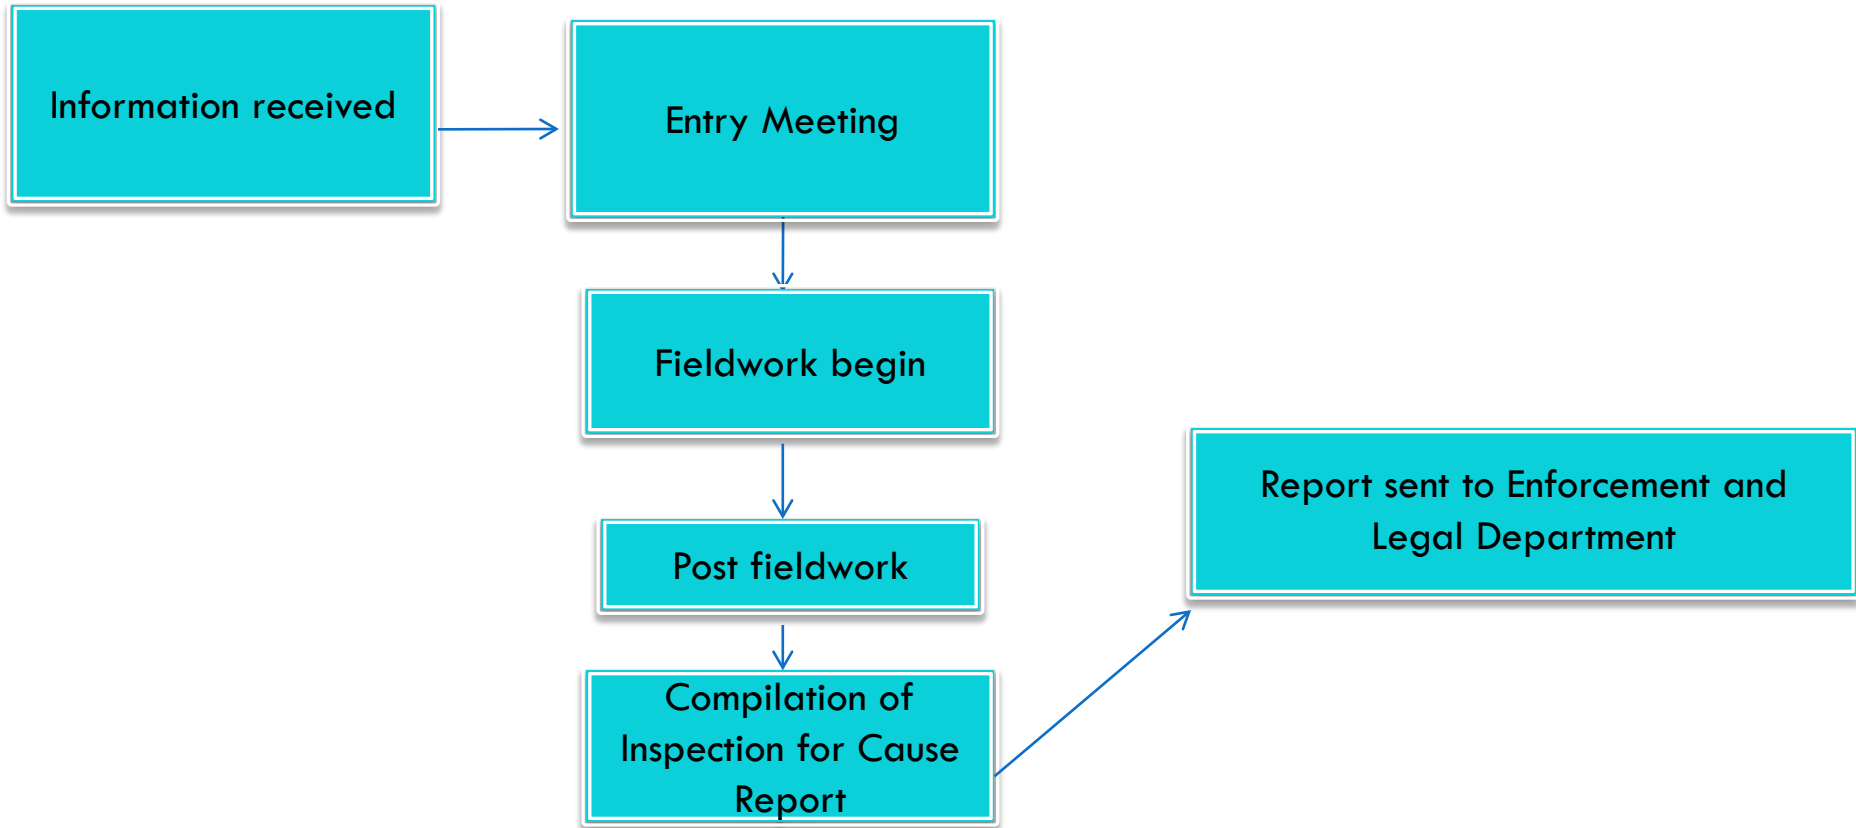 Information received
Entry Meeting
Fieldwork begin
Post fieldwork
Compilation of
Inspection for Cause
Report
Report sent to Enforcement and
Legal Department